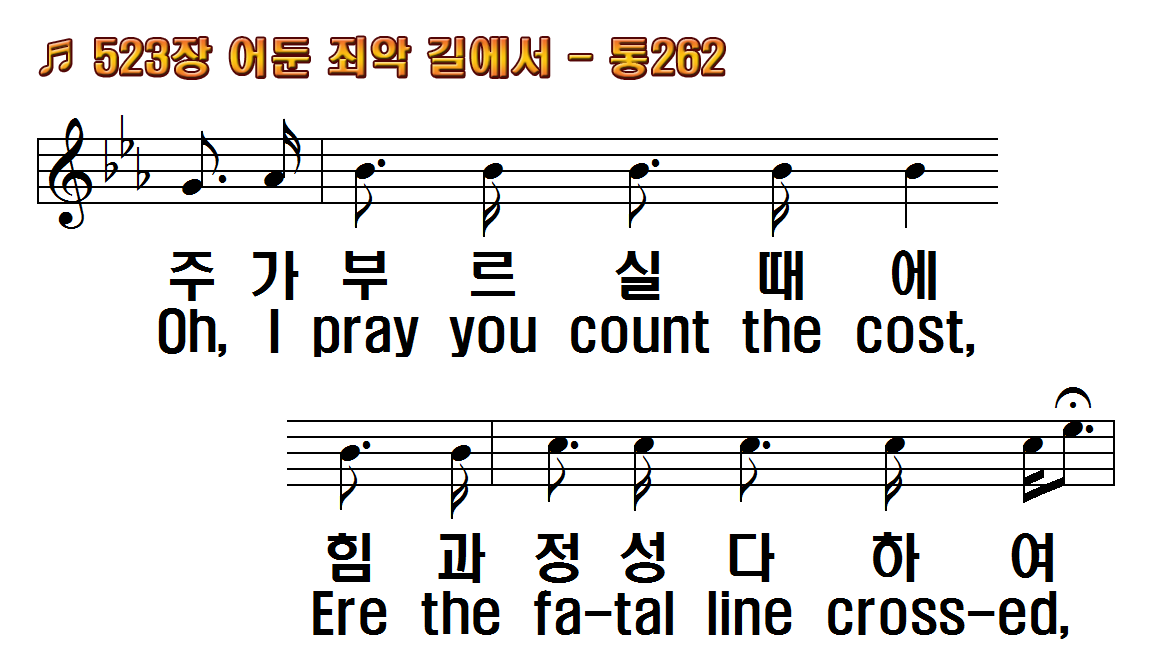 ♬ 523장 어둔 죄악 길에서 - 통262
주 가 부 르 실 때 에
Oh, I pray you count the cost,
힘 과 정 성 다 하 여
Ere the fa-tal line cross-ed,